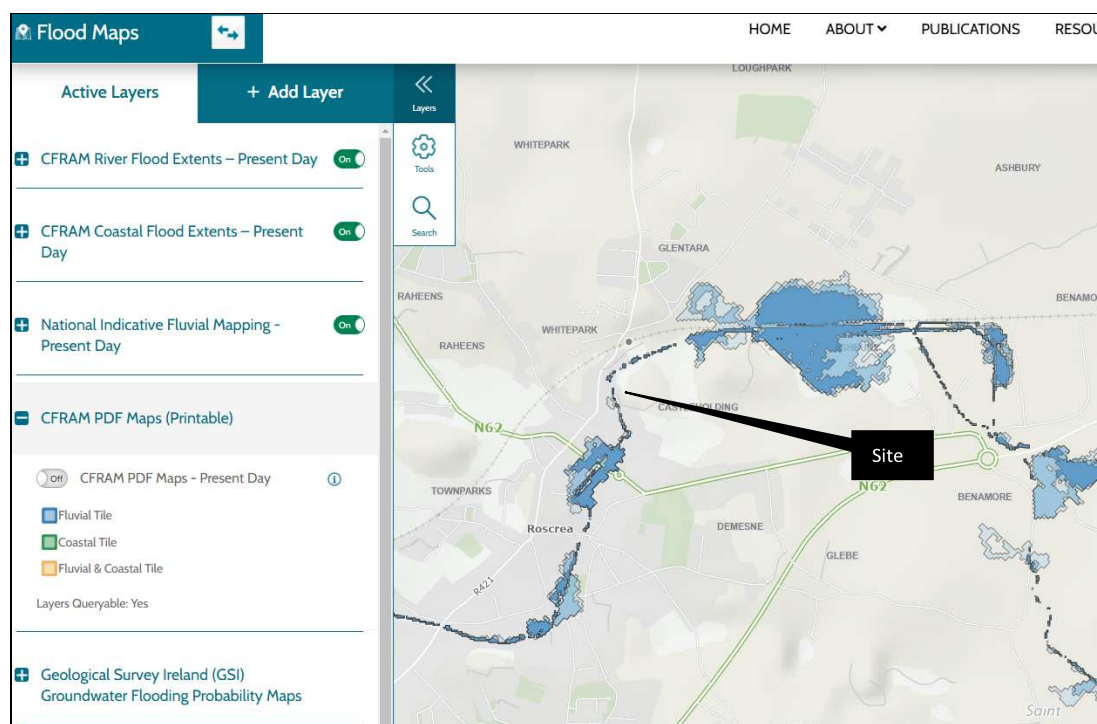 Flood Maps
HOME ABOUT PUBLICATIONS RESOU
Active Layers
+ Add Layer
Layers
Tools
Search
CFRAM River Flood Extents – Present Day
On
CFRAM Coastal Flood Extents – Present
Day
On
National Indicative Fluvial Mapping -
Present Day
On
CFRAM PDF Maps (Printable)
Off
CFRAM PDF Maps - Present Day
Fluvial Tile
Coastal Tile
Fluvial & Coastal Tile
Layers Queryable: Yes
Geological Survey Ireland (GSI)
Groundwater Flooding Probability Maps
LOUGHPARK
WHITEPARK
ASHBURY
GLENTARA
RAHEENS
BENAMO
WHITEPARK
RAHEENS
N62
Site
N62
TOWNPARKS
BENAMORE
Roscrea
DEMESNE
GLEBE
R421
Saint